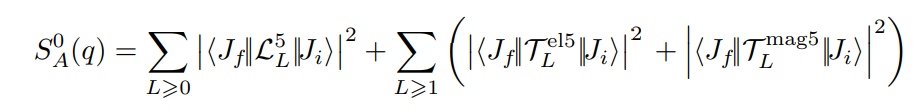 $$S_A^0(q) = \sum_{L \geqslant 0} \left| \langle J_f \| \mathcal{L}_L^5 \| J_i \rangle \right|^2 + \sum_{L \geqslant 1} \left( \left| \langle J_f \| \mathcal{T}_L^{\mathrm{el}5} \| J_i \rangle \right|^2 + \left| \langle J_f \| \mathcal{T}_L^{\mathrm{mag}5} \| J_i \rangle \right|^2 \right)$$